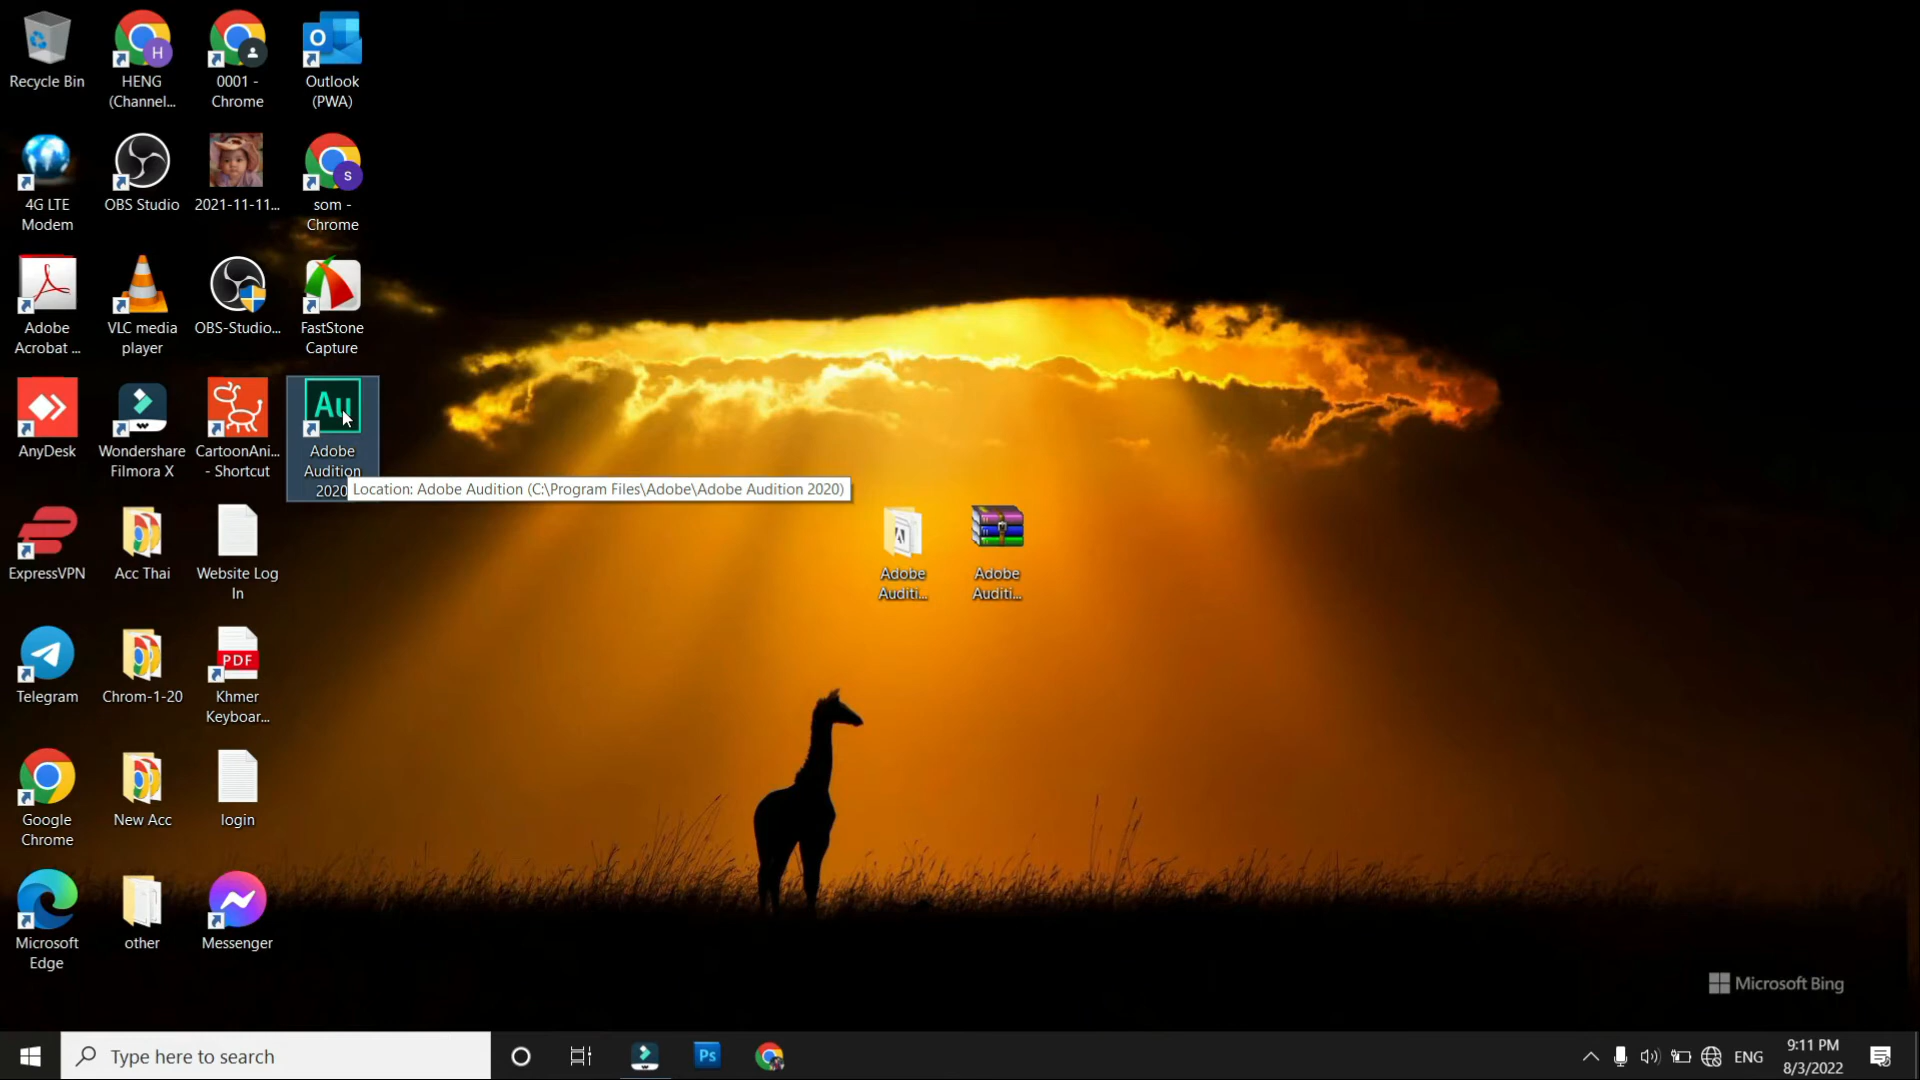 Recycle Bin
HENG
(Channel...
0001 -
Chrome
Outlook
(PWA)
4G LTE
Modem
OBS Studio
2021-11-11...
som -
Chrome
Adobe
Acrobat ...
VLC media
player
OBS-Studio...
FastStone
Capture
AnyDesk
Wondershare
Filmora X
CartoonAni...
- Shortcut
Au
Adobe
Audition
2020
Location: Adobe Audition (C:\Program Files\Adobe\Adobe Audition 2020)
Adobe
Auditi...
Adobe
Auditi...
ExpressVPN
Acc Thai
Website Log
In
Telegram
Chrom-1-20
PDF
Khmer
Keyboar...
Google
Chrome
New Acc
login
Microsoft
Edge
other
Messenger
Microsoft Bing
Type here to search
Ps
ENG
9:11 PM
8/3/2022